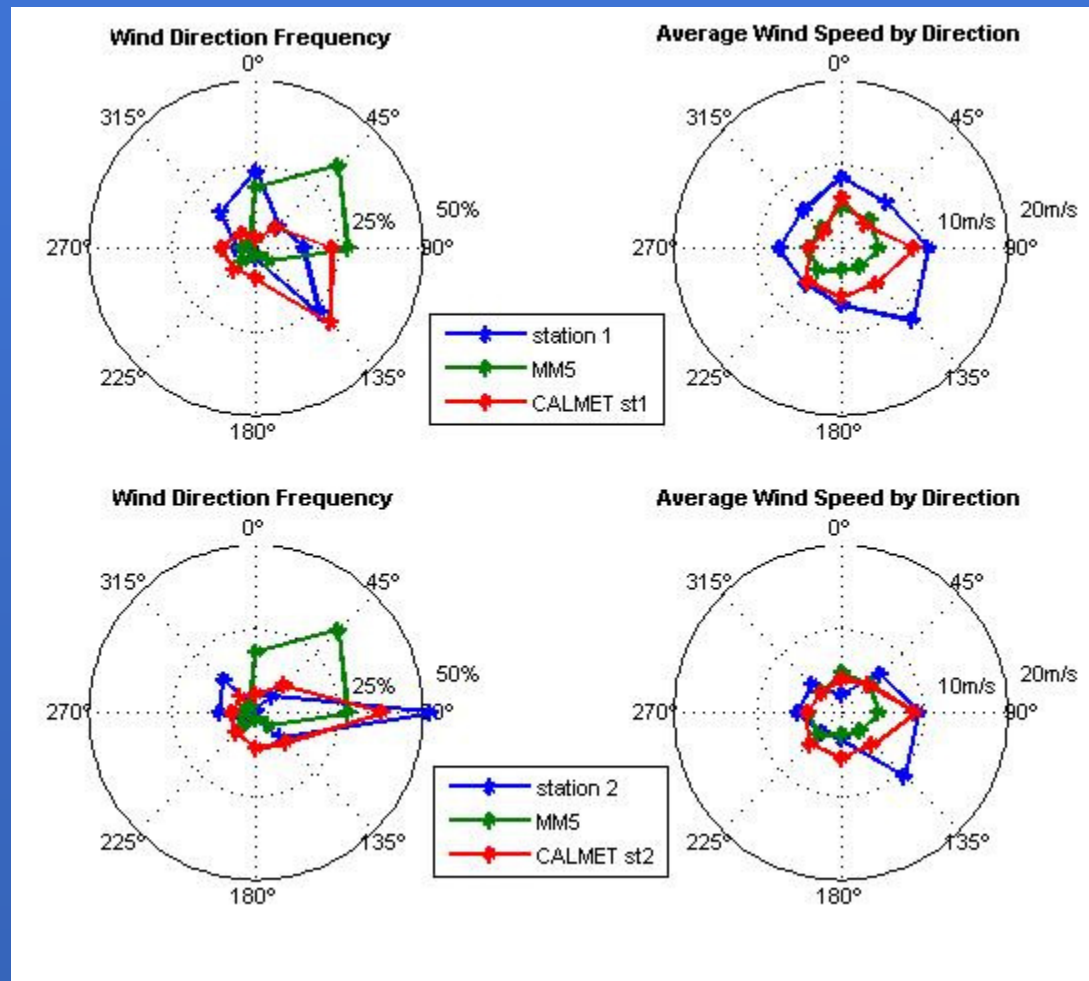 Wind Direction Frequency
0°
315°
45°
50%
25%
270°
90°
225°
135°
180°
Average Wind Speed by Direction
0°
315°
45°
20m/s
10m/s
270°
90°
225°
135°
180°
station 1
MM5
CALMET st1
Wind Direction Frequency
0°
315°
45°
50%
25%
270°
90°
225°
135°
180°
Average Wind Speed by Direction
0°
315°
45°
20m/s
10m/s
270°
90°
225°
135°
180°
station 2
MM5
CALMET st2